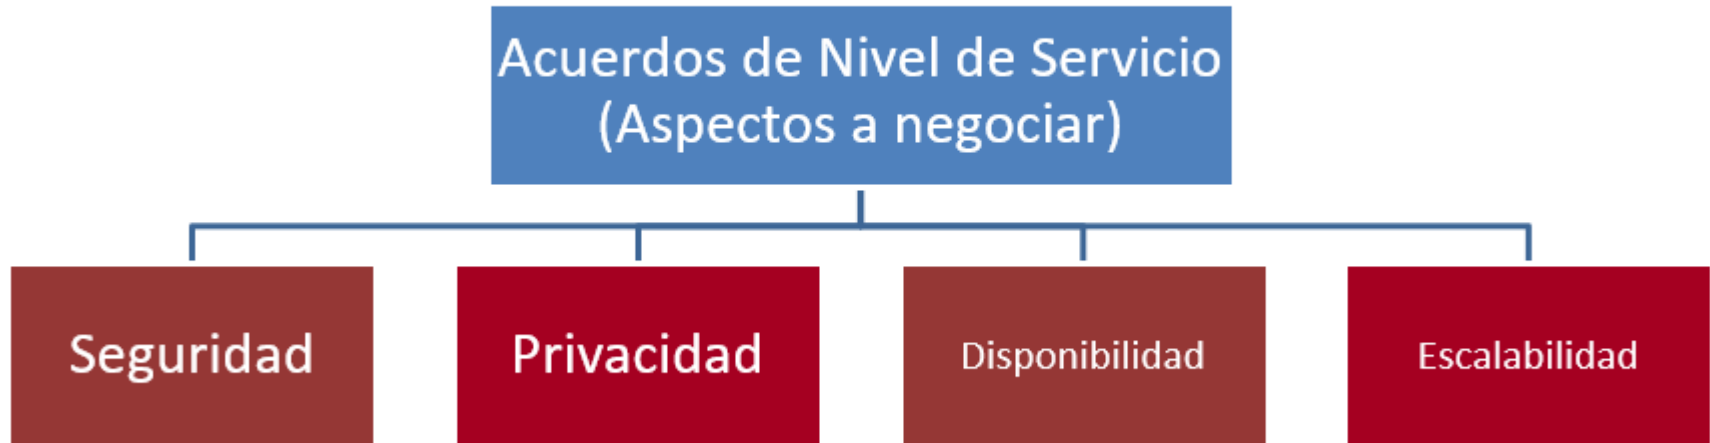 Acuerdos de Nivel de Servicio
(Aspectos a negociar)
Seguridad
Privacidad
Disponibilidad
Escalabilidad